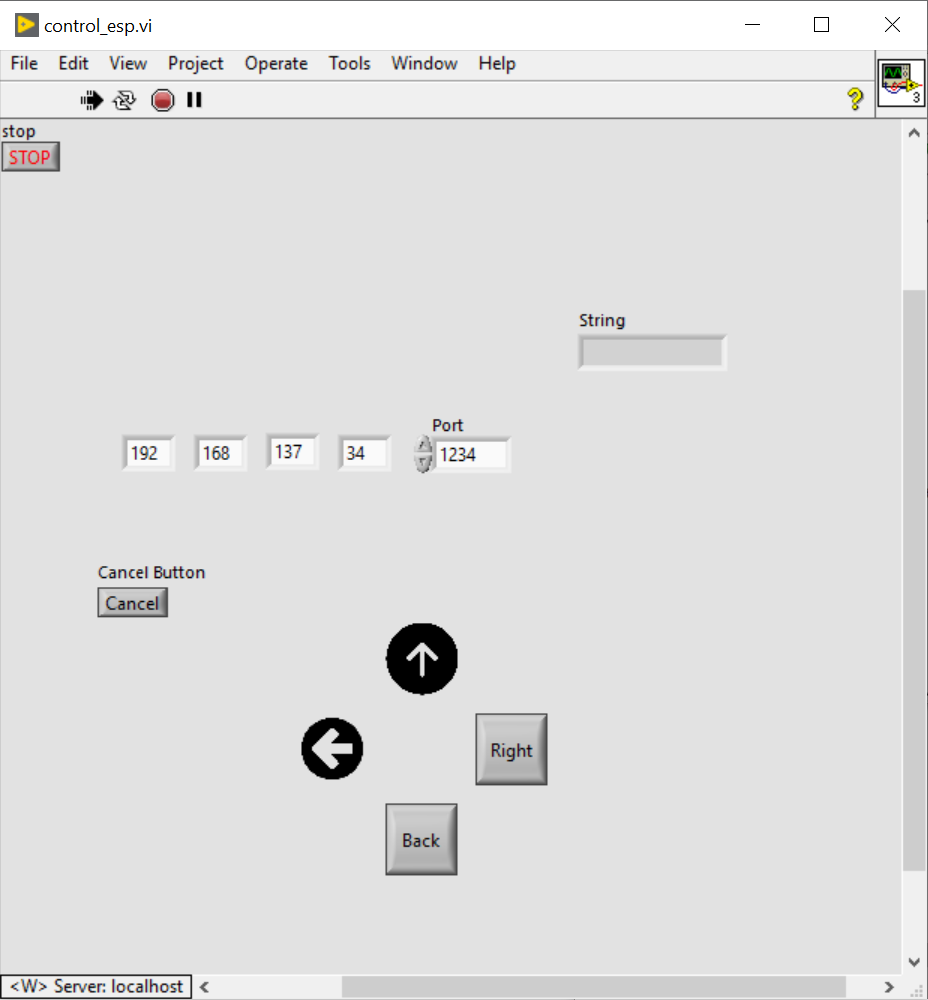 control_esp.vi
File Edit View Project Operate Tools Window Help
3
stop
STOP
String
Port
192 168 137 34 1234
Cancel Button
Cancel
Right
Back
<W> Server: localhost